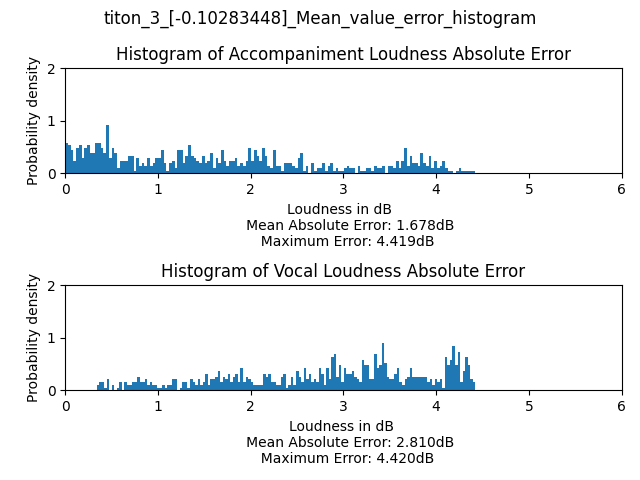 titon_3_[-0.10283448]_Mean_value_error_histogram
Histogram of Accompaniment Loudness Absolute Error
Probability density
2
1
0
0 1 2 3 4 5 6
Loudness in dB
Mean Absolute Error: 1.678dB
Maximum Error: 4.419dB
Histogram of Vocal Loudness Absolute Error
Probability density
2
1
0
0 1 2 3 4 5 6
Loudness in dB
Mean Absolute Error: 2.810dB
Maximum Error: 4.420dB